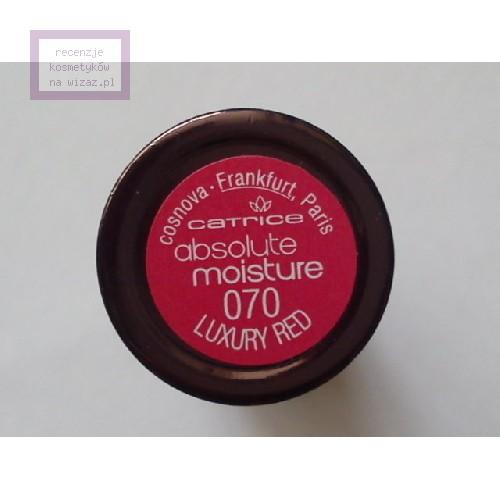 recenzje
kosmetyków
na wizaz.pl
cosnova · Frankfurt, Paris
CATRICE
absolute
moisture
070
LUXURY RED